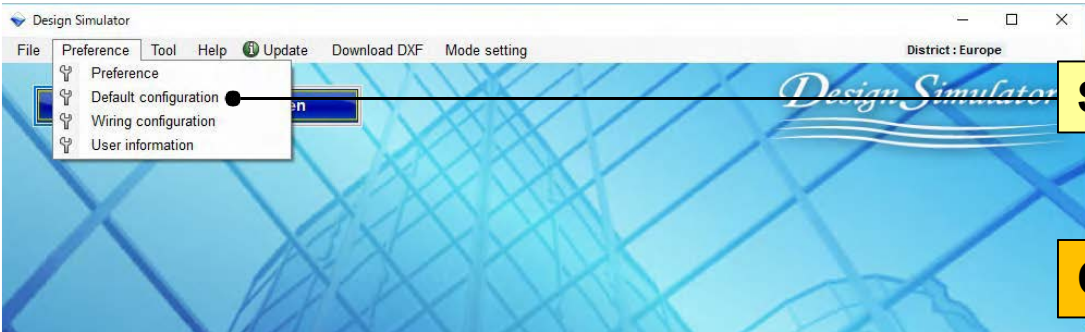 Design Simulator
File Preference Tool Help Update Download DXF Mode setting District : Europe
Preference
Default configuration
Wiring configuration
User information
Design Simulator